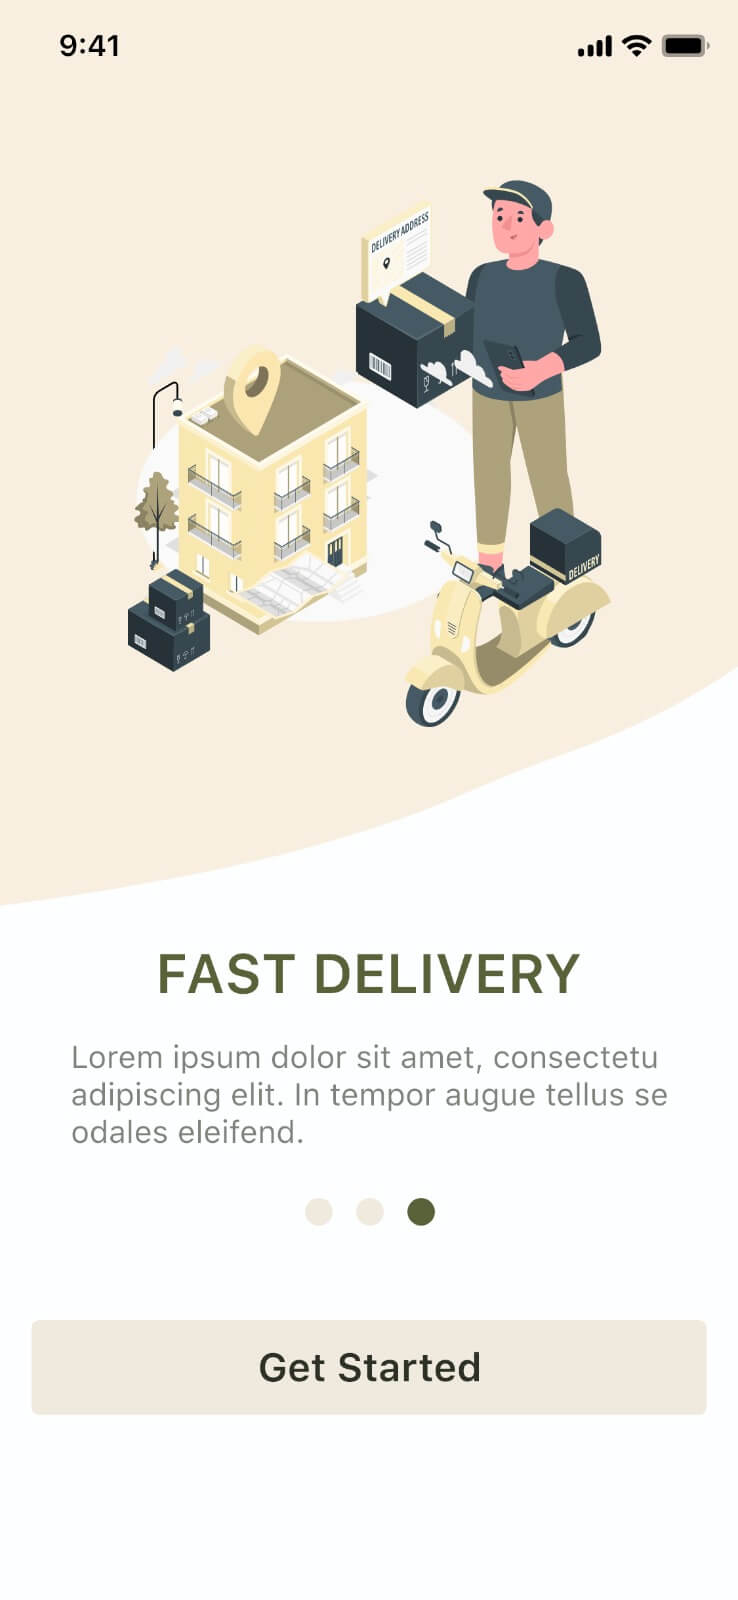 9:41
DELIVERY ADDRESS
DELIVERY
FAST DELIVERY
Lorem ipsum dolor sit amet, consectetu
adipiscing elit. In tempor augue tellus se
odales eleifend.
Get Started